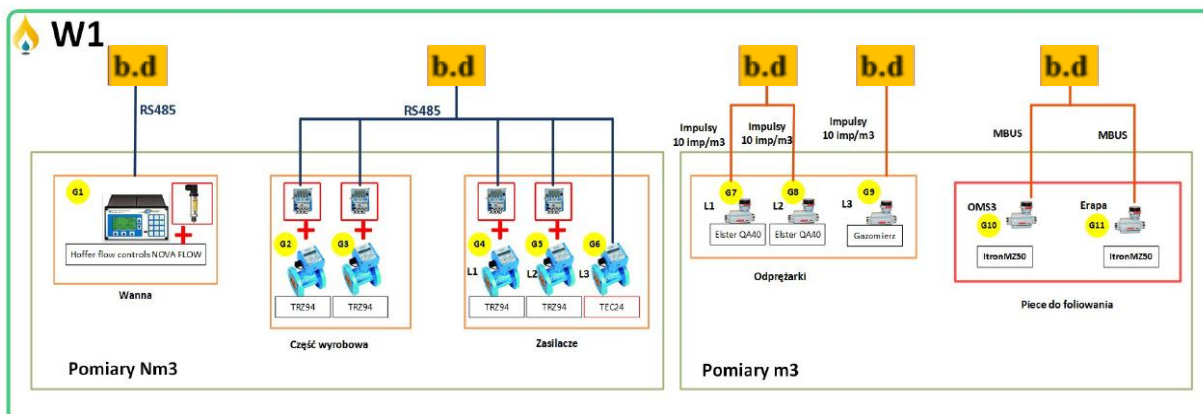 W1
b.d
b.d
b.d
b.d
b.d
RS485
RS485
Impulsy
10 imp/m3
Impulsy
10 imp/m3
Impulsy
10 imp/m3
MBUS
MBUS
G1
Hoffer flow controls NOVA FLOW
Wanna
G2
G3
TRZ94
TRZ94
Część wyrobowa
G4
G5
G6
L1
L2
L3
TRZ94
TRZ94
TEC24
Zasilacze
Pomiary Nm3
G7
G8
G9
L1
L2
L3
Elster QA40
Elster QA40
Gazomierz
Odprężarki
OMS3
G10
Erapa
G11
ItronMZ50
ItronMZ50
Piece do foliowania
Pomiary m3